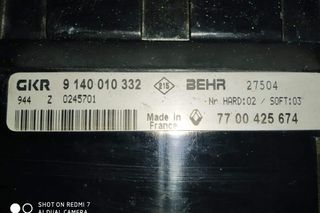 GKR 9 140 010 332 815 BEHR 27504
944 Z 0245701 -Nr HARD:02 / SOFT:03
Made in
France 77 00 425 674
SHOT ON REDMI 7
AI DUAL CAMERA